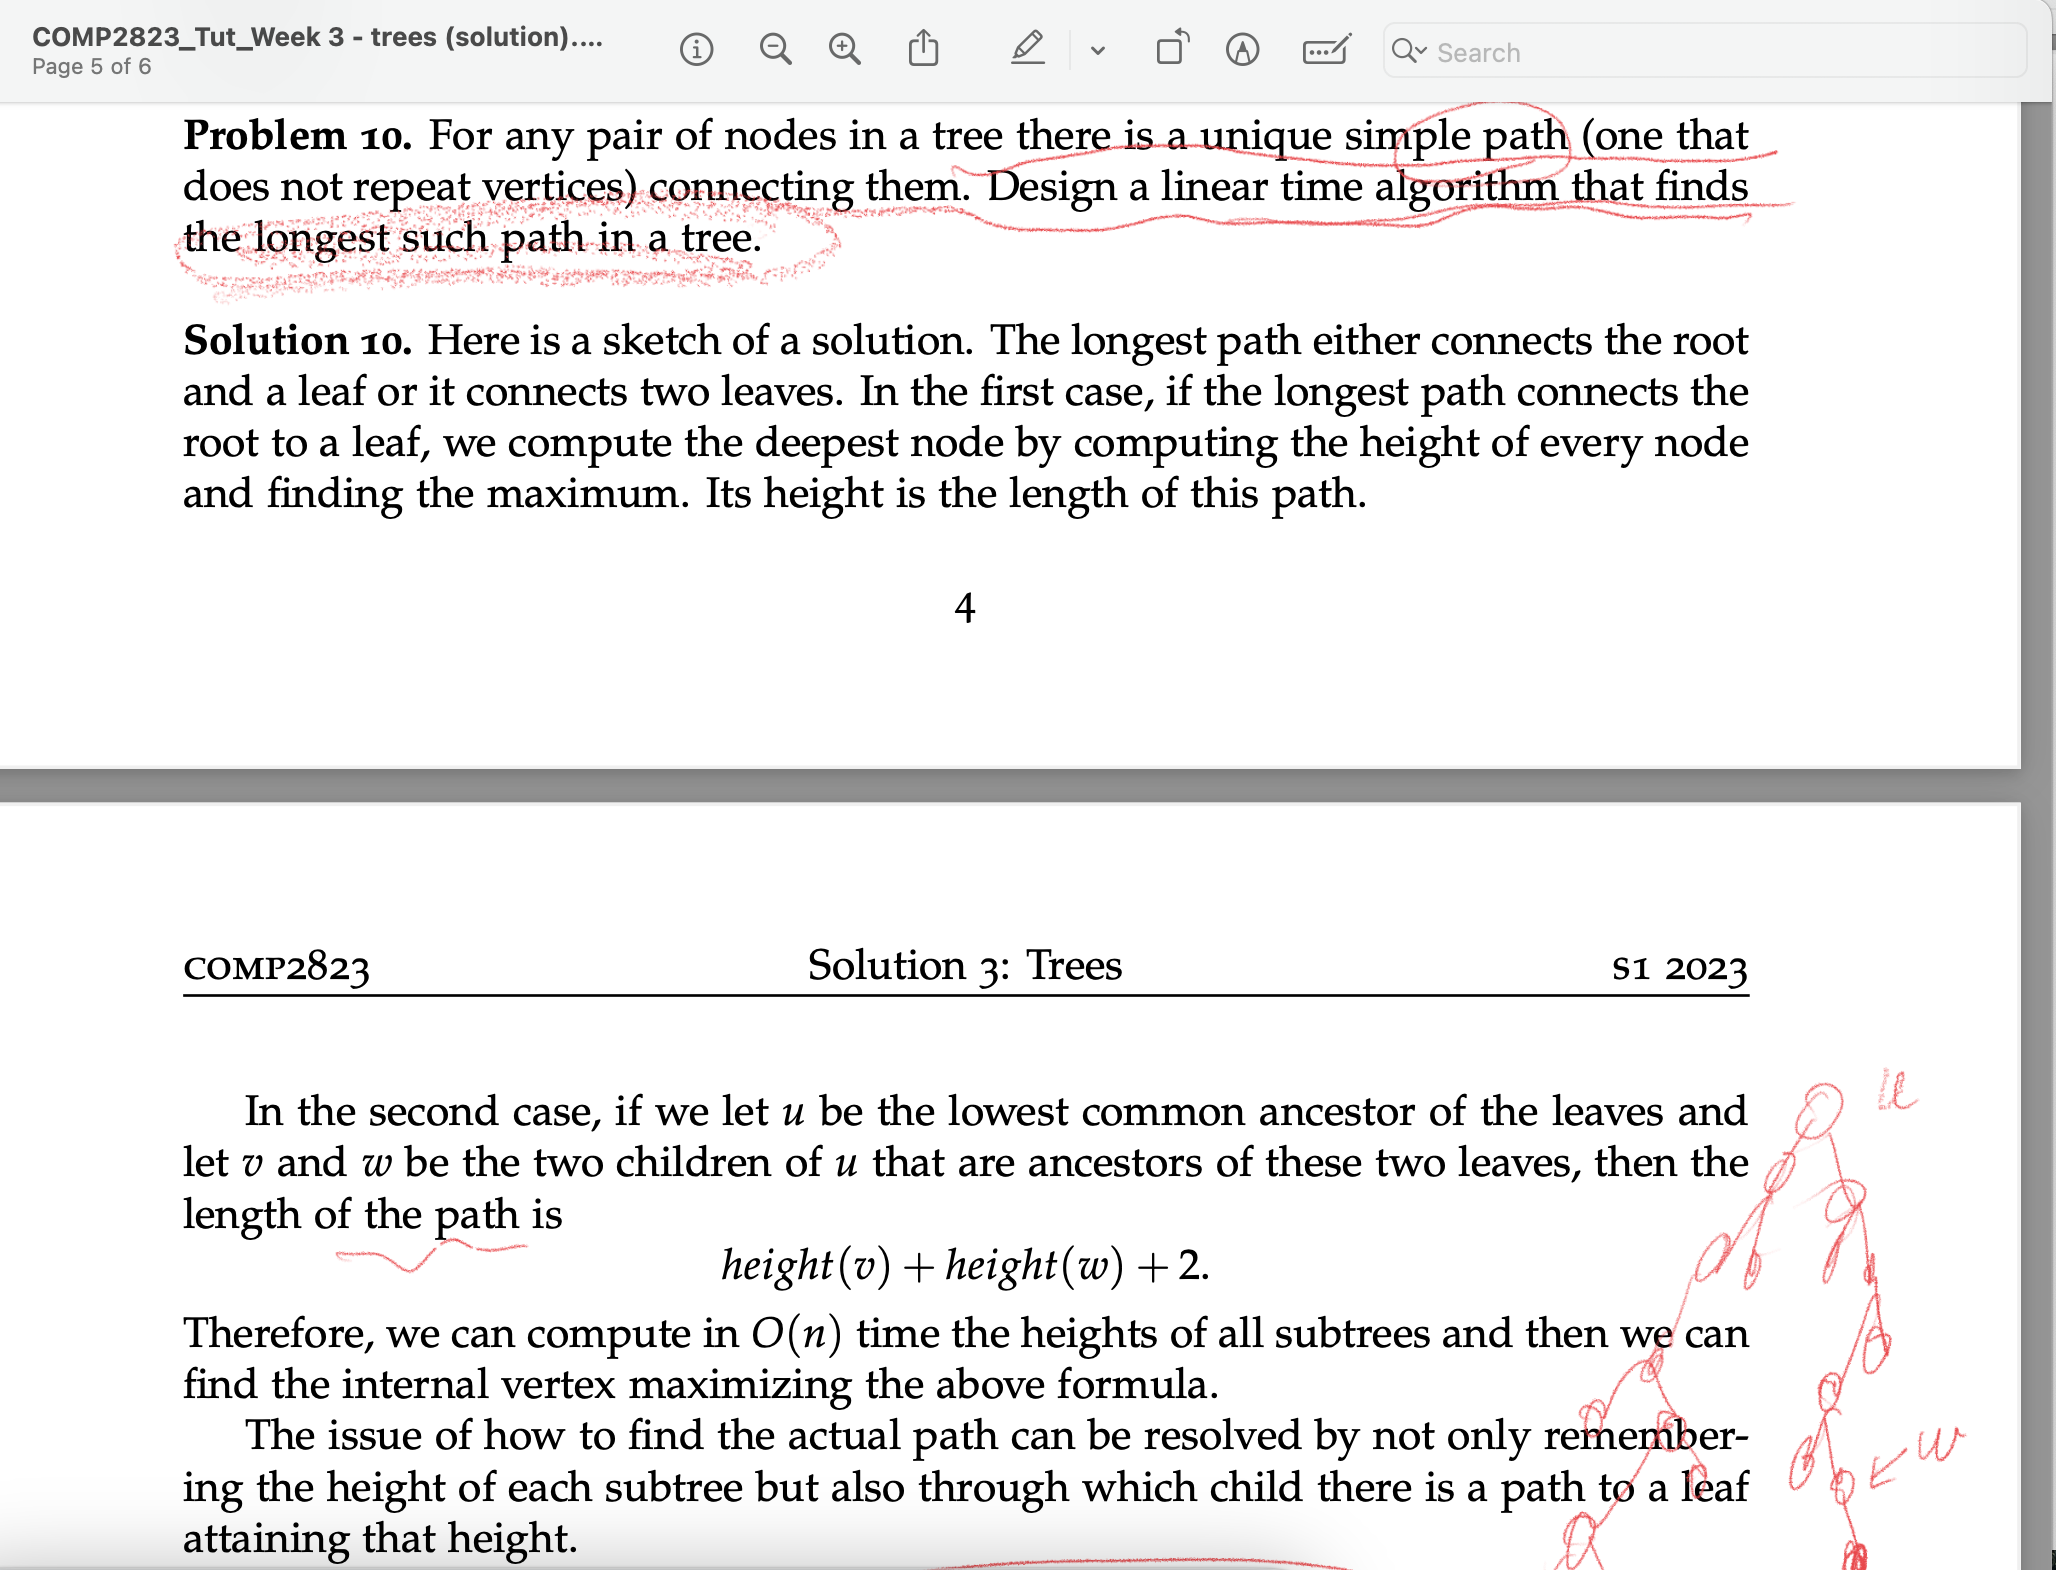 COMP2823_Tut_Week 3 - trees (solution)....
Page 5 of 6
Search
Problem 10. For any pair of nodes in a tree there is a unique simple path (one that
does not repeat vertices) connecting them. Design a linear time algorithm that finds
the longest such path in a tree.
Solution 10. Here is a sketch of a solution. The longest path either connects the root
and a leaf or it connects two leaves. In the first case, if the longest path connects the
root to a leaf, we compute the deepest node by computing the height of every node
and finding the maximum. Its height is the length of this path.
4
COMP2823 Solution 3: Trees S1 2023
In the second case, if we let u be the lowest common ancestor of the leaves and
let v and w be the two children of u that are ancestors of these two leaves, then the
length of the path is
height(v) + height(w) + 2.
Therefore, we can compute in O(n) time the heights of all subtrees and then we can
find the internal vertex maximizing the above formula.
The issue of how to find the actual path can be resolved by not only remember-
ing the height of each subtree but also through which child there is a path to a leaf
attaining that height.
u
w